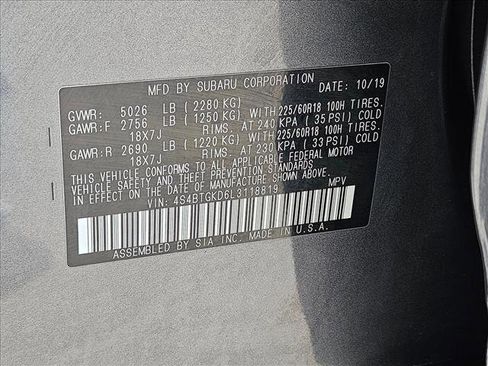 MFD BY SUBARU CORPORATION DATE: 10/19
GVWR: 5026 LB ( 2280 KG)
GAWR:F 2756 LB ( 1250 KG) WITH 225/60R18 100H TIRES.
18X7J RIMS. AT 240 KPA ( 35 PSI) COLD
GAWR:R 2690 LB ( 1220 KG) WITH 225/60R18 100H TIRES.
18X7J RIMS. AT 230 KPA ( 33 PSI) COLD
THIS VEHICLE CONFORMS TO ALL APPLICABLE FEDERAL MOTOR
VEHICLE SAFETY AND THEFT PREVENTION STANDARDS
IN EFFECT ON THE DATE OF MANUFACTURE SHOWN ABOVE.
VIN: 4S4BTGKD6L3118819 MPV
ASSEMBLED BY SIA INC. MADE IN U.S.A.